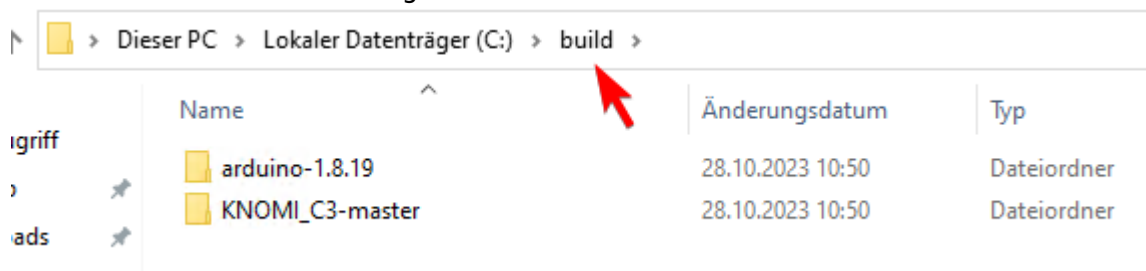 Dieser PC > Lokaler Datenträger (C:) > build >
Name Änderungsdatum Typ
arduino-1.8.19 28.10.2023 10:50 Dateiordner
KNOMI_C3-master 28.10.2023 10:50 Dateiordner